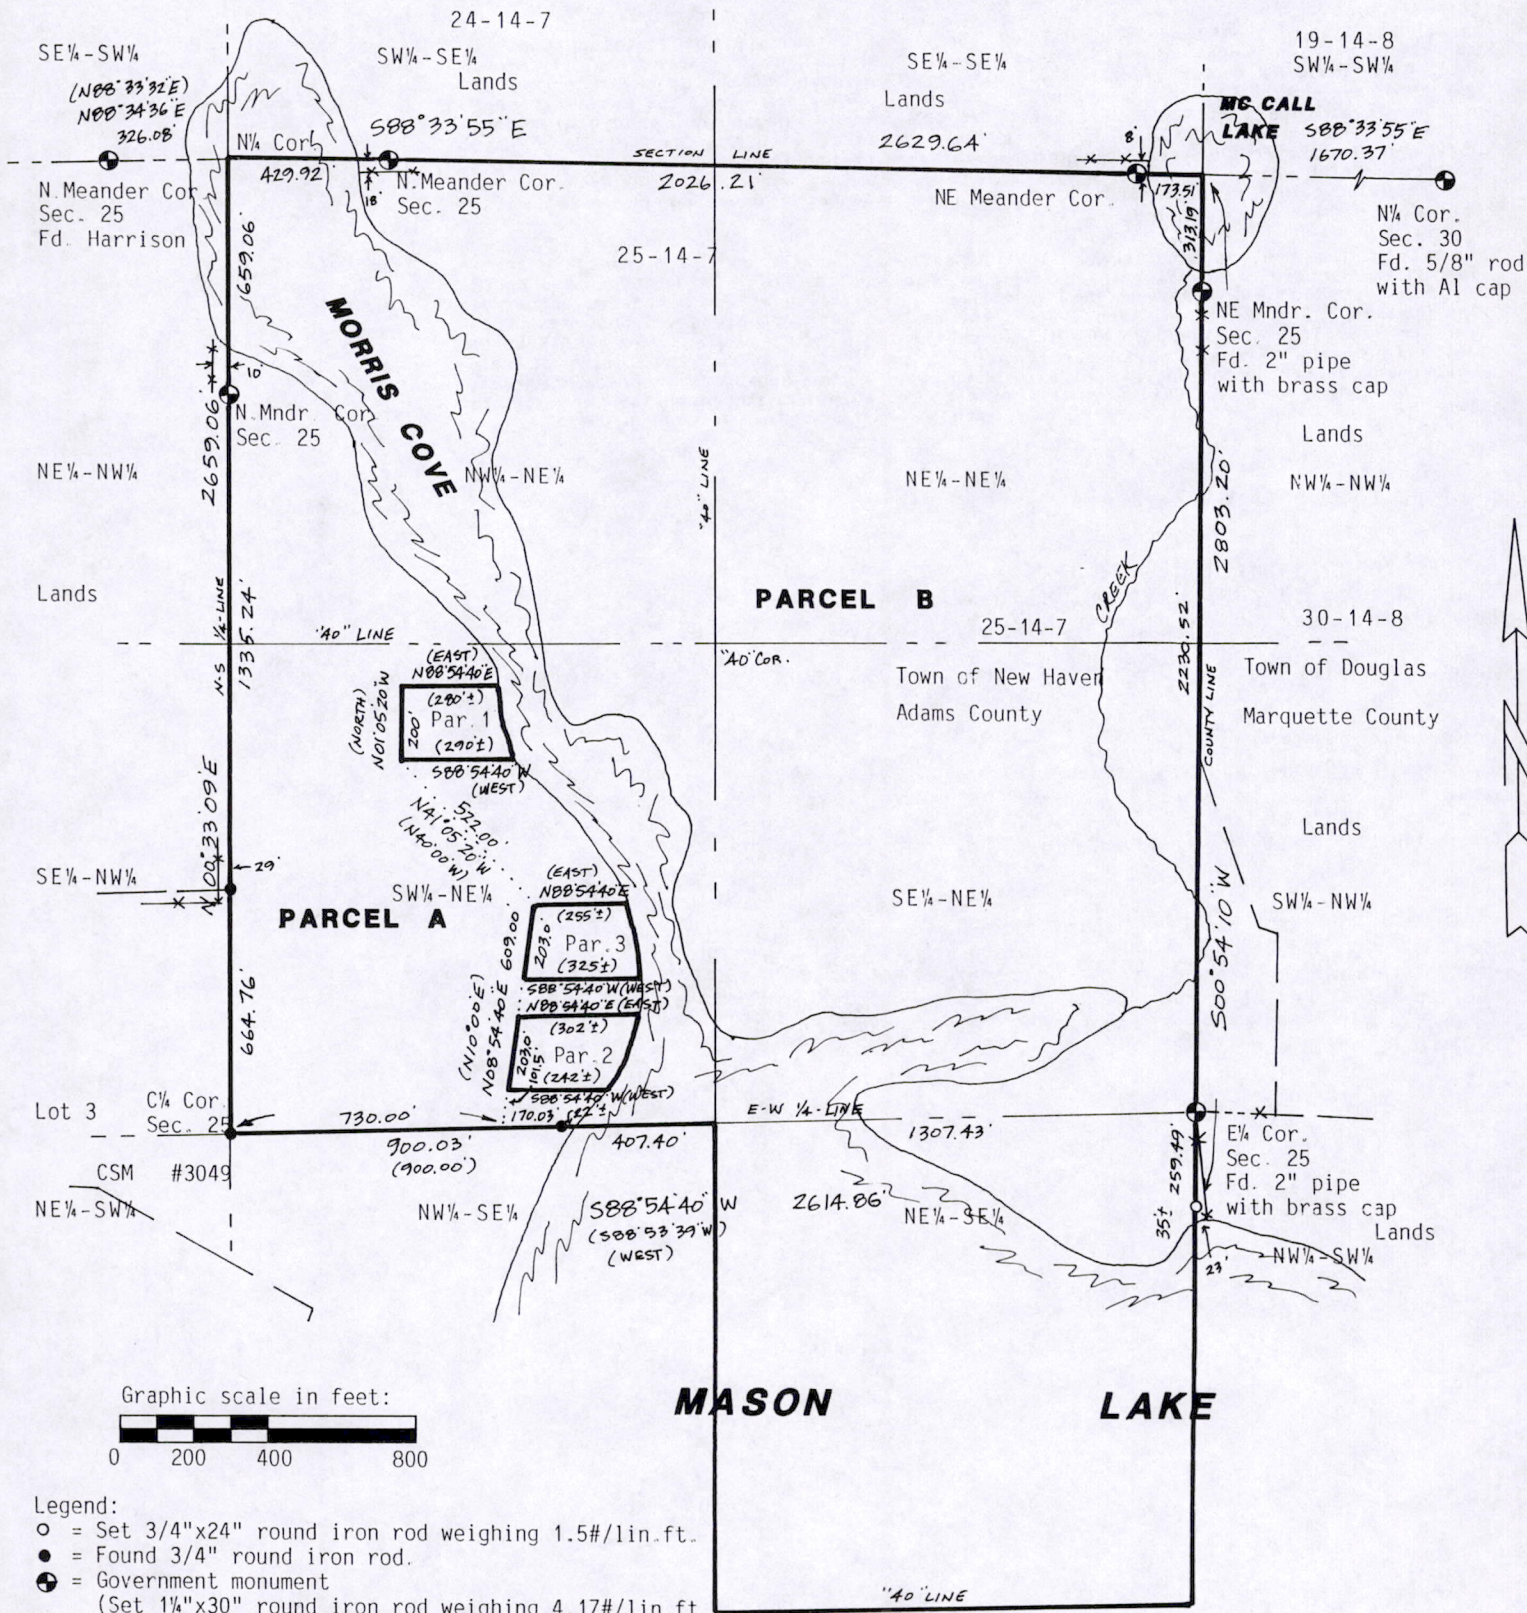 24-14-7
SE¼-SW¼
SW¼-SE¼
Lands
SE¼-SE¼
Lands
19-14-8
SW¼-SW¼
(N88°33'32"E)
N88°34'36"E
326.08'
N¼ Cor.
S88°33'55"E
SECTION LINE
2629.64'
8'
MC CALL
LAKE
S88°33'55"E
1670.37'
N. Meander Cor.
Sec. 25
Fd. Harrison
429.92'
18'
N. Meander Cor.
Sec. 25
2026.21'
NE Meander Cor.
173.51'
313.19'
N¼ Cor.
Sec. 30
Fd. 5/8" rod
with Al cap
659.06'
25-14-7
MORRIS COVE
NE Mndr. Cor.
Sec. 25
Fd. 2" pipe
with brass cap
10'
N. Mndr. Cor.
Sec. 25
2659.06'
Lands
NE¼-NW¼
NW¼-NE¼
"40" LINE
NE¼-NE¼
NW¼-NW¼
2803.20'
Lands
N-S ¼-LINE
1335.24'
"40" LINE
PARCEL B
CREEK
25-14-7
30-14-8
"40" COR.
2230.52'
COUNTY LINE
Town of New Haven
Adams County
Town of Douglas
Marquette County
(EAST)
N88°54'40"E
(NORTH)
N01°05'20"W
200'
(280'±)
Par. 1
(290'±)
S88°54'40"W
(WEST)
522.00'
N41°05'20"W
(N40°00'W)
N00°33'09"E
29'
Lands
SE¼-NW¼
SW¼-NE¼
SE¼-NE¼
SW¼-NW¼
PARCEL A
(EAST)
N88°54'40"E
609.00
203.0'
(255'±)
Par. 3
(325'±)
S88°54'40"W (WEST)
N88°54'40"E (EAST)
(N10°00'E)
N08°54'40"E
203.0'
101.5'
(302'±)
Par. 2
(242'±)
S88°54'40"W (WEST)
S00°54'10"W
664.76'
Lot 3
C¼ Cor.
Sec. 25
730.00'
170.03'
22'±
E-W ¼-LINE
900.03'
(900.00')
407.40'
1307.43'
259.49'
E¼ Cor.
Sec. 25
Fd. 2" pipe
with brass cap
CSM #3049
NE¼-SW¼
NW¼-SE¼
S88°54'40"W
(S88°53'39"W)
(WEST)
2614.86'
NE¼-SE¼
35'±
23'
Lands
NW¼-SW¼
MASON LAKE
Graphic scale in feet:
0 200 400 800
Legend:
= Set 3/4"x24" round iron rod weighing 1.5#/lin.ft.
= Found 3/4" round iron rod.
= Government monument
(Set 1¼"x30" round iron rod weighing 4.17#/lin ft
"40" LINE